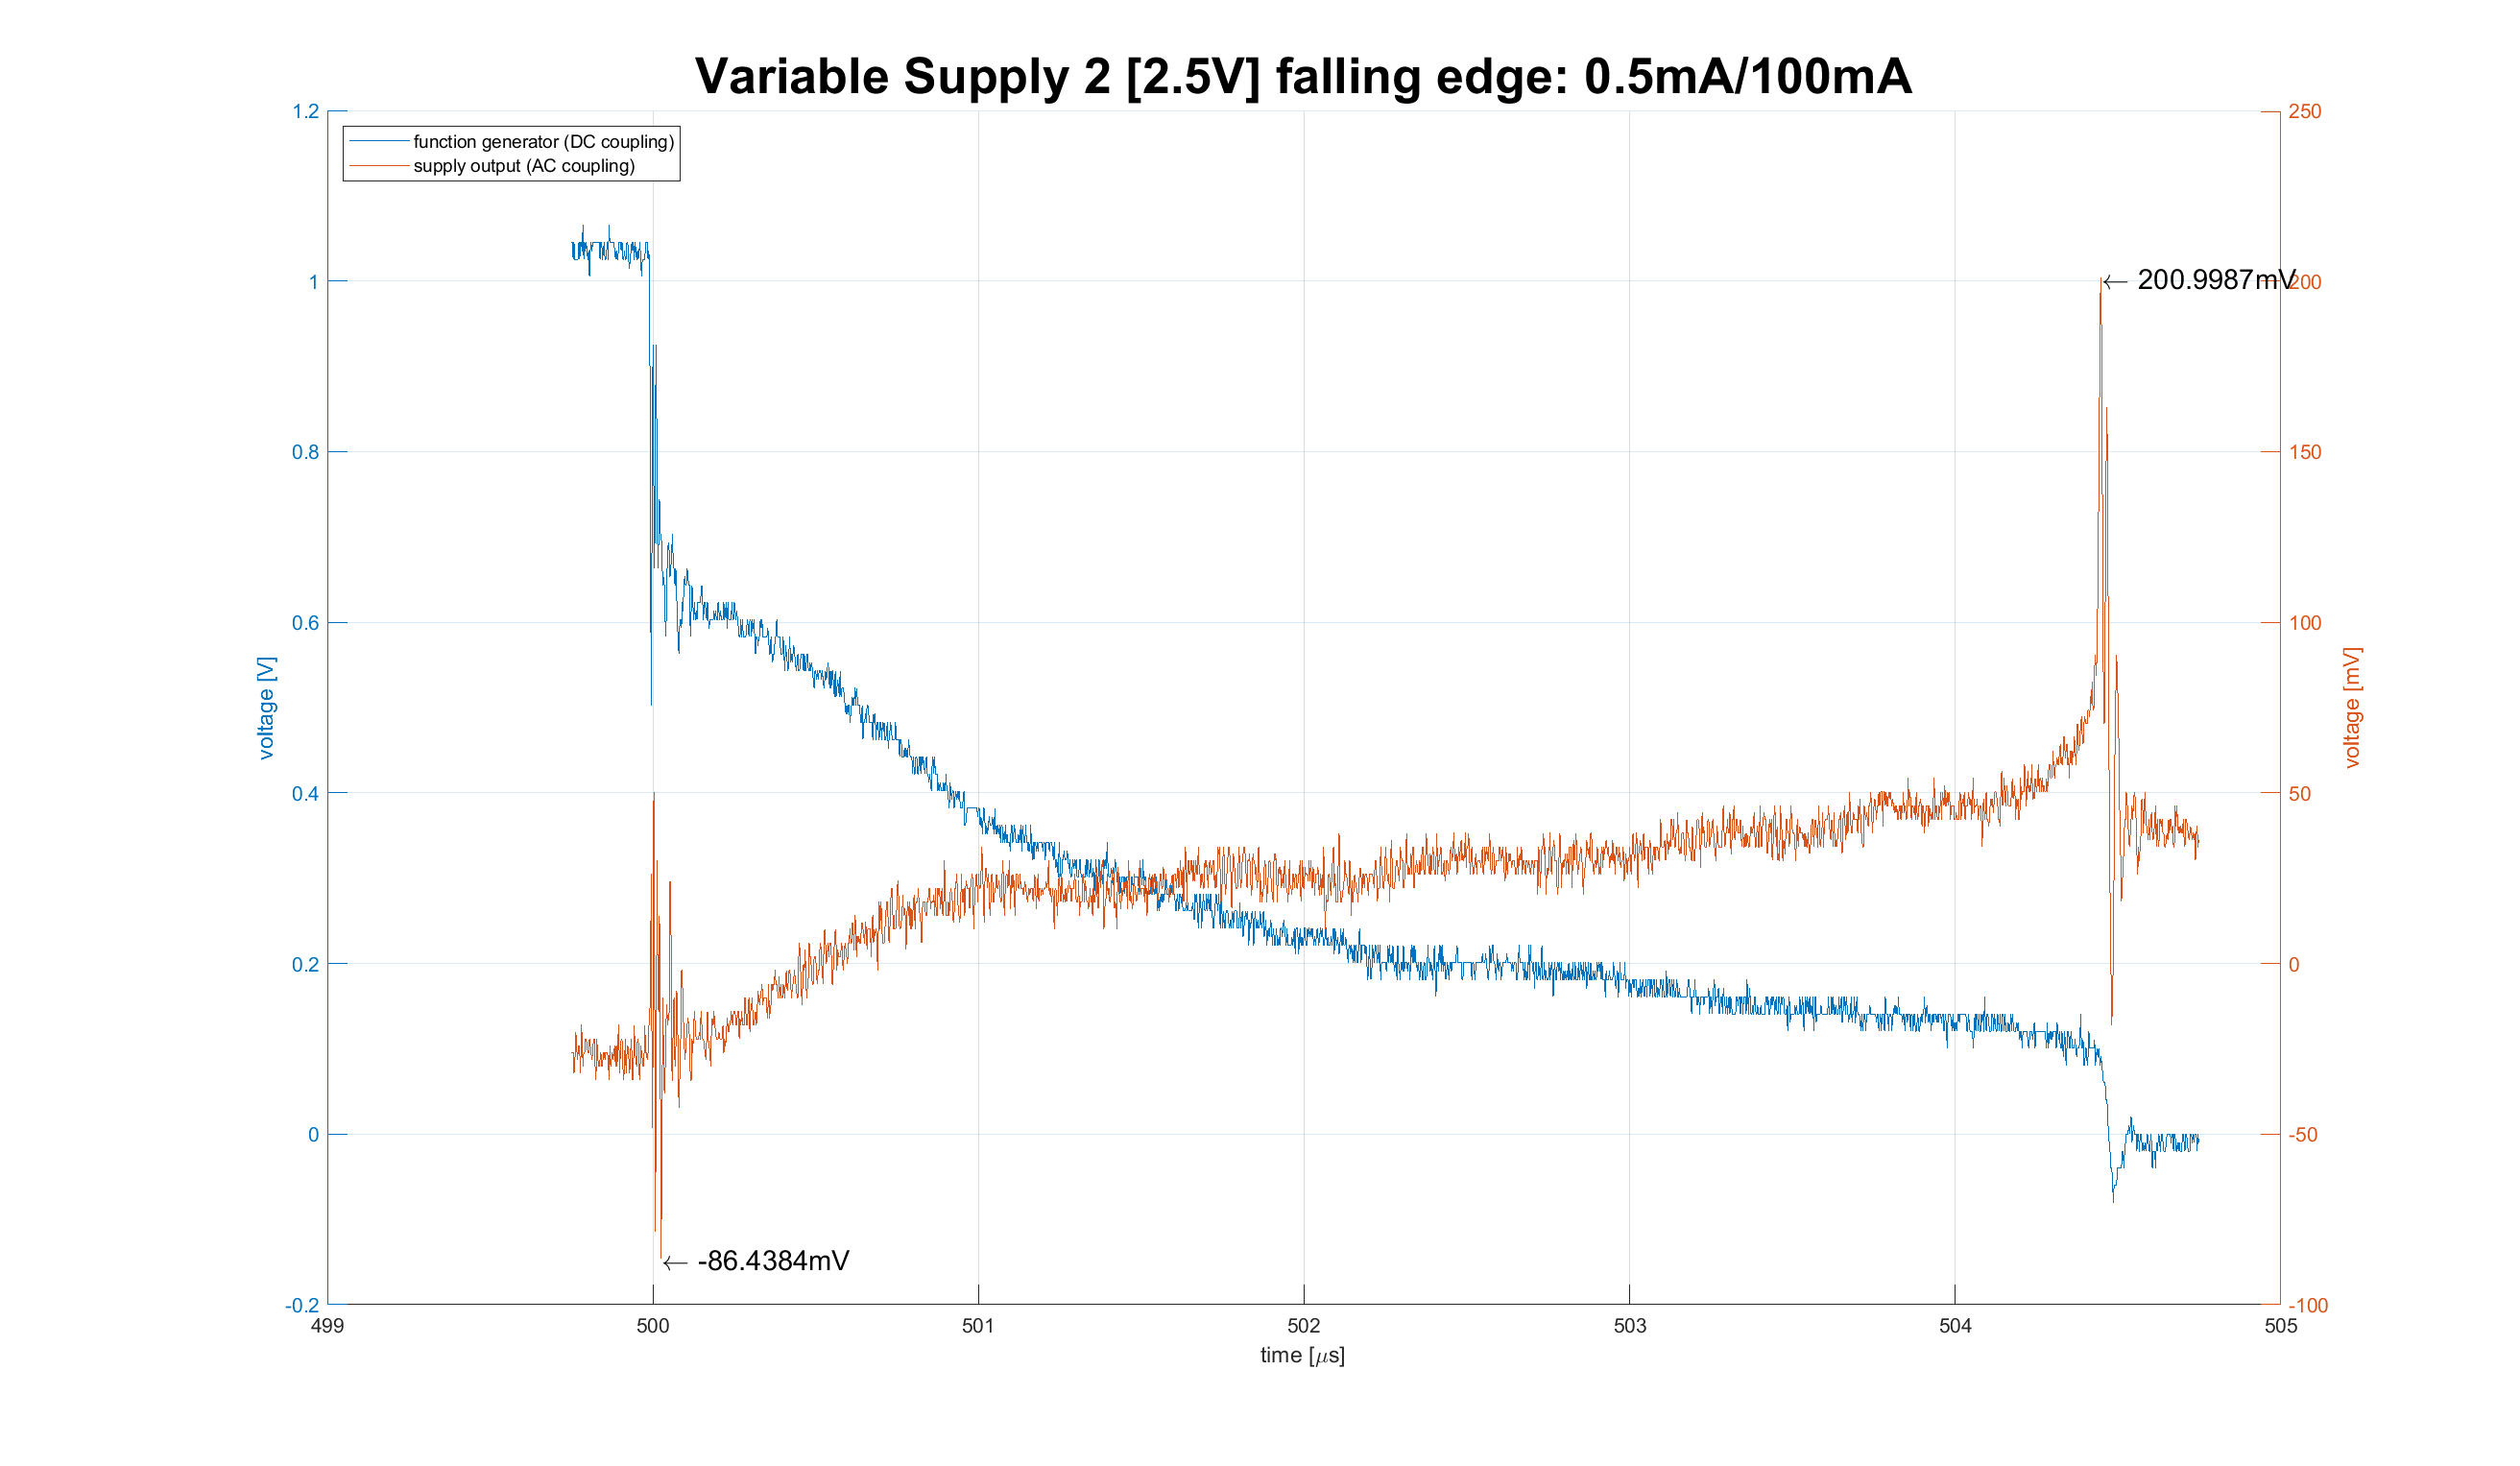 Variable Supply 2 [2.5V] falling edge: 0.5mA/100mA
function generator (DC coupling)
supply output (AC coupling)
1.2
1
0.8
0.6
0.4
0.2
0
-0.2
voltage [V]
250
200
150
100
50
0
-50
-100
voltage [mV]
← 200.9987mV
← -86.4384mV
499
500
501
502
503
504
505
time [μs]